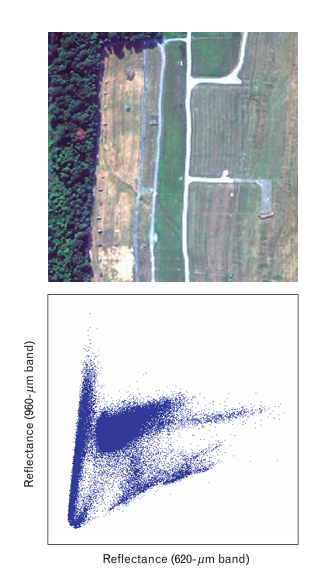 Reflectance (960-μm band)
Reflectance (620-μm band)